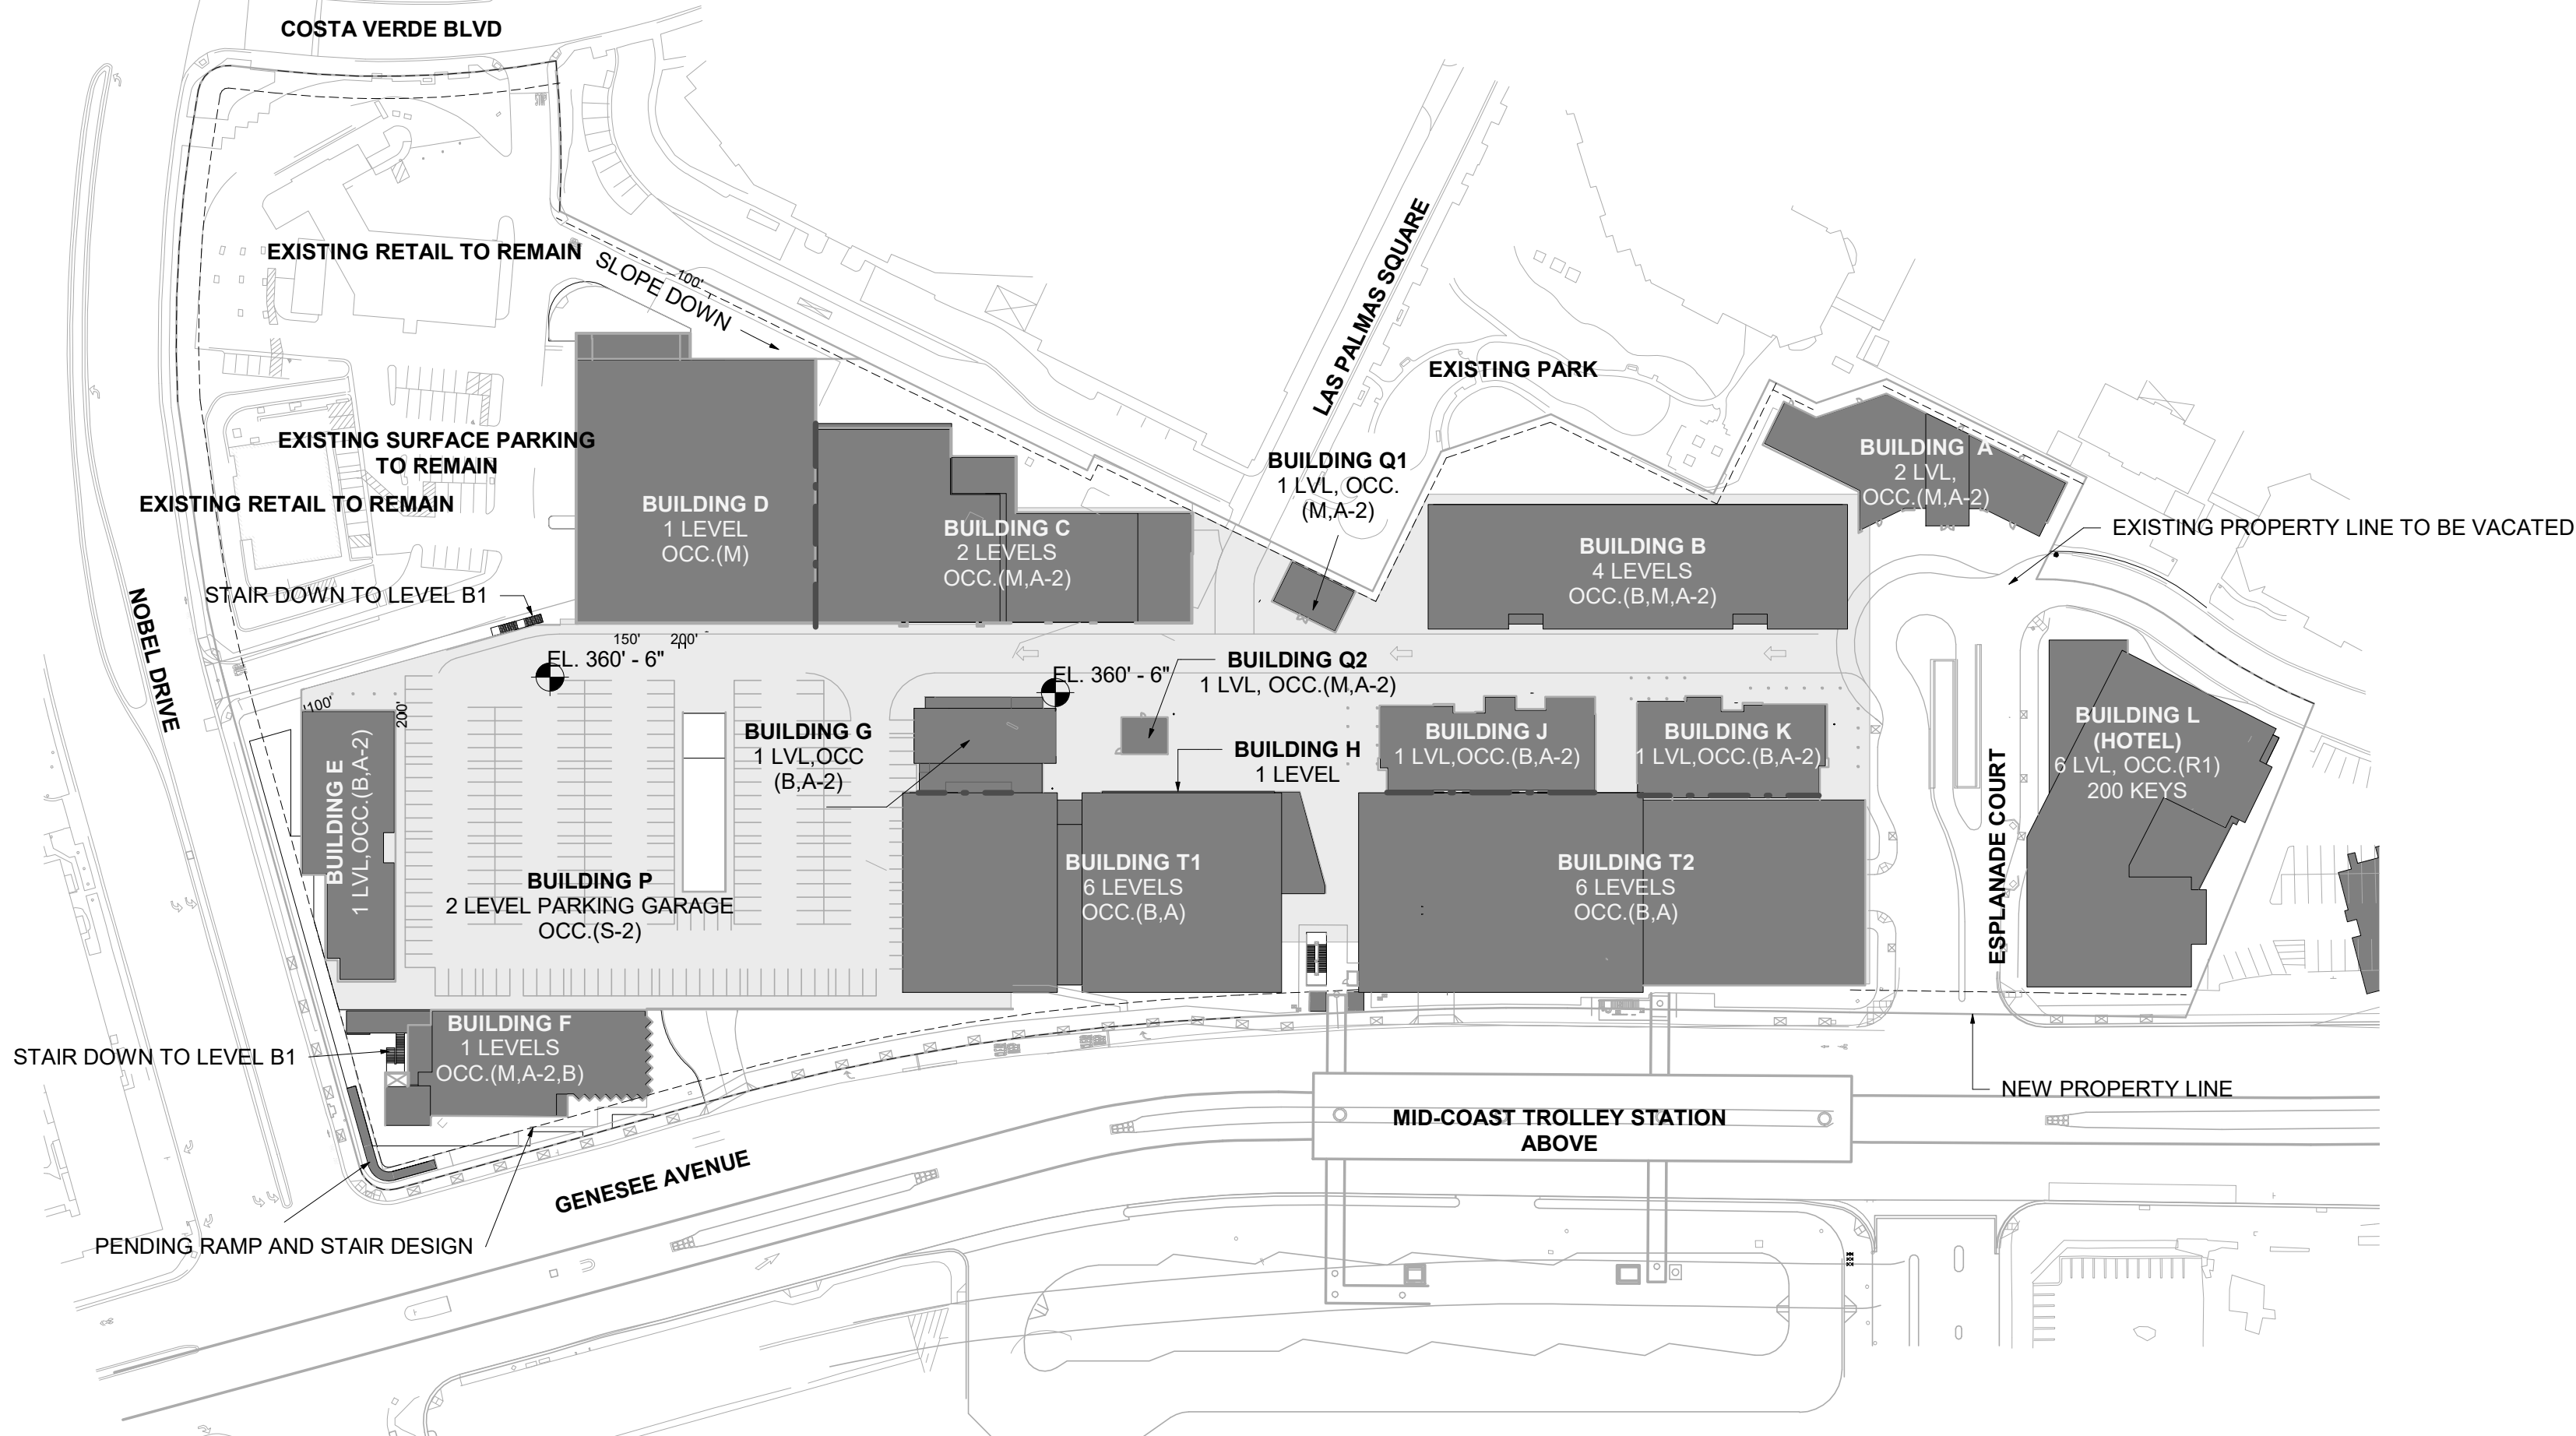 COSTA VERDE BLVD
EXISTING RETAIL TO REMAIN
SLOPE DOWN
100'
LAS PALMAS SQUARE
EXISTING PARK
EXISTING SURFACE PARKING
TO REMAIN
EXISTING RETAIL TO REMAIN
BUILDING D
1 LEVEL
OCC.(M)
BUILDING C
2 LEVELS
OCC.(M,A-2)
BUILDING Q1
1 LVL, OCC.
(M,A-2)
BUILDING B
4 LEVELS
OCC.(B,M,A-2)
BUILDING A
2 LVL,
OCC.(M,A-2)
EXISTING PROPERTY LINE TO BE VACATED
STAIR DOWN TO LEVEL B1
NOBEL DRIVE
150'
200'
EL. 360' - 6"
EL. 360' - 6"
BUILDING Q2
1 LVL, OCC.(M,A-2)
100'
200'
BUILDING E
1 LVL,OCC.(B,A-2)
BUILDING G
1 LVL,OCC
(B,A-2)
BUILDING H
1 LEVEL
BUILDING J
1 LVL,OCC.(B,A-2)
BUILDING K
1 LVL,OCC.(B,A-2)
BUILDING L
(HOTEL)
6 LVL, OCC.(R1)
200 KEYS
ESPLANADE COURT
BUILDING P
2 LEVEL PARKING GARAGE
OCC.(S-2)
BUILDING T1
6 LEVELS
OCC.(B,A)
BUILDING T2
6 LEVELS
OCC.(B,A)
BUILDING F
1 LEVELS
OCC.(M,A-2,B)
STAIR DOWN TO LEVEL B1
NEW PROPERTY LINE
MID-COAST TROLLEY STATION
ABOVE
GENESEE AVENUE
PENDING RAMP AND STAIR DESIGN